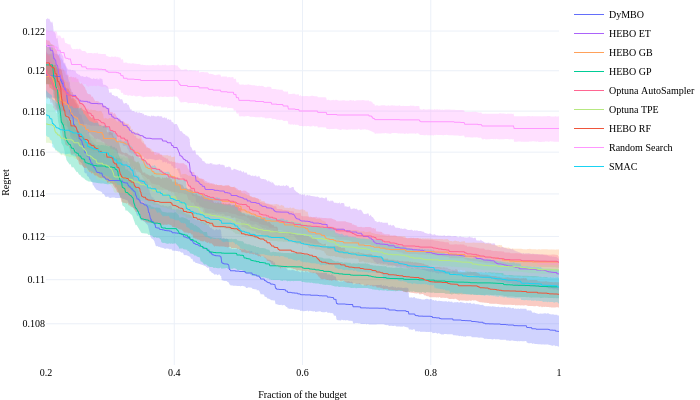 0.122
0.12
0.118
0.116
0.114
0.112
0.11
0.108
Regret
0.2
0.4
0.6
0.8
1
Fraction of the budget
DyMBO
HEBO ET
HEBO GB
HEBO GP
Optuna AutoSampler
Optuna TPE
HEBO RF
Random Search
SMAC